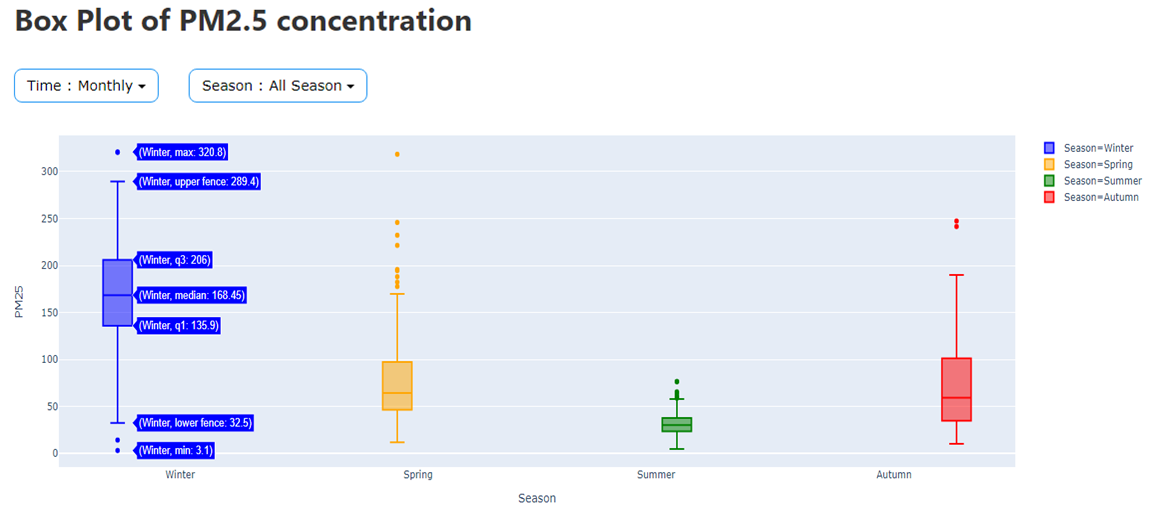 Box Plot of PM2.5 concentration
Time : Monthly
Season : All Season
(Winter, max: 320.8)
(Winter, upper fence: 289.4)
(Winter, q3: 206)
(Winter, median: 168.45)
(Winter, q1: 135.9)
(Winter, lower fence: 32.5)
(Winter, min: 3.1)
300
250
200
150
100
50
0
PM25
Winter
Spring
Summer
Autumn
Season
Season=Winter
Season=Spring
Season=Summer
Season=Autumn